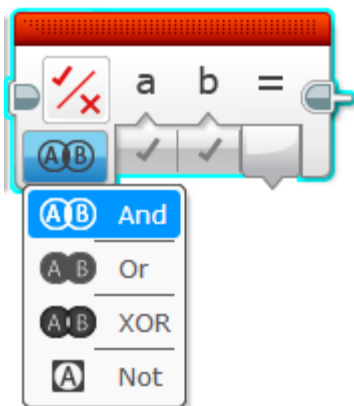 a b =
A B
A B And
A B Or
A B XOR
A Not